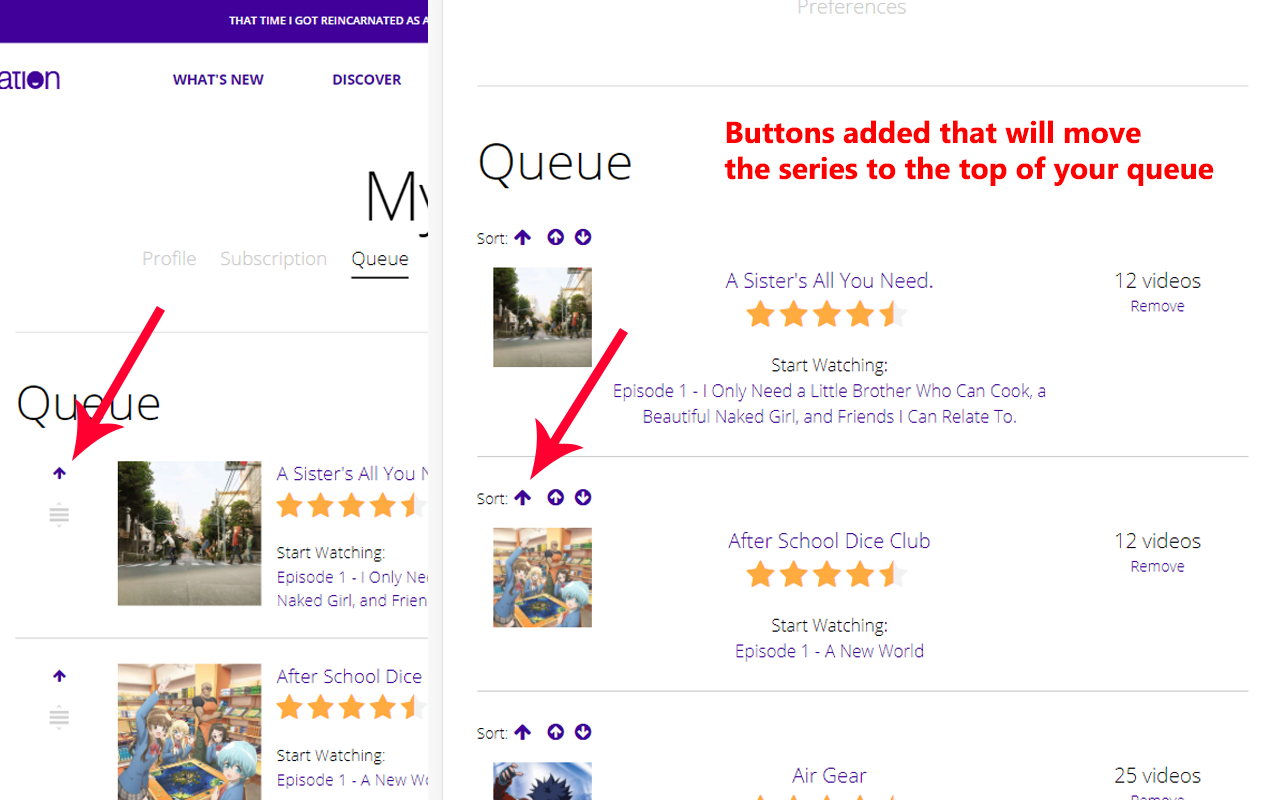 THAT TIME I GOT REINCARNATED AS A
ation
WHAT'S NEW
DISCOVER
My
Profile
Subscription
Queue
Queue
A Sister's All You N
Start Watching:
Episode 1 - I Only Nee
Naked Girl, and Frien
After School Dice
Start Watching:
Episode 1 - A New Wo
Preferences
Buttons added that will move
the series to the top of your queue
Queue
Sort:
A Sister's All You Need.
12 videos
Remove
Start Watching:
Episode 1 - I Only Need a Little Brother Who Can Cook, a
Beautiful Naked Girl, and Friends I Can Relate To.
Sort:
After School Dice Club
12 videos
Remove
Start Watching:
Episode 1 - A New World
Sort:
Air Gear
25 videos
Remove